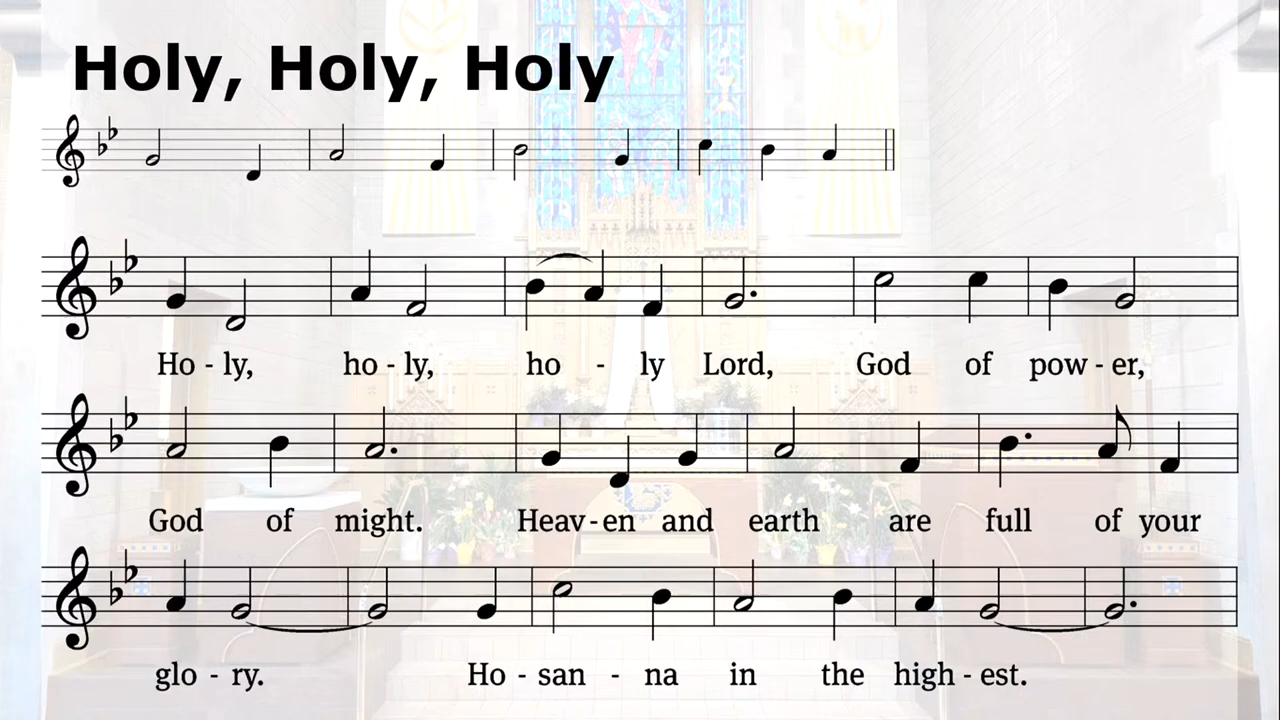 Holy, Holy, Holy
Ho - ly, ho - ly, ho - ly Lord, God of pow - er,
God of might. Heav - en and earth are full of your
glo - ry. Ho - san - na in the high - est.